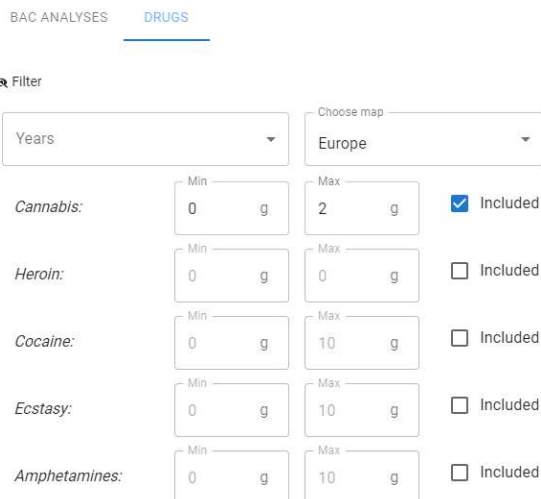 BAC ANALYSES DRUGS
Filter
Choose map
Years Europe
Min Max
Cannabis: 0 g 2 g Included
Min Max
Heroin: 0 g 0 g Included
Min Max
Cocaine: 0 g 10 g Included
Min Max
Ecstasy: 0 g 10 g Included
Min Max
Amphetamines: 0 g 10 g Included